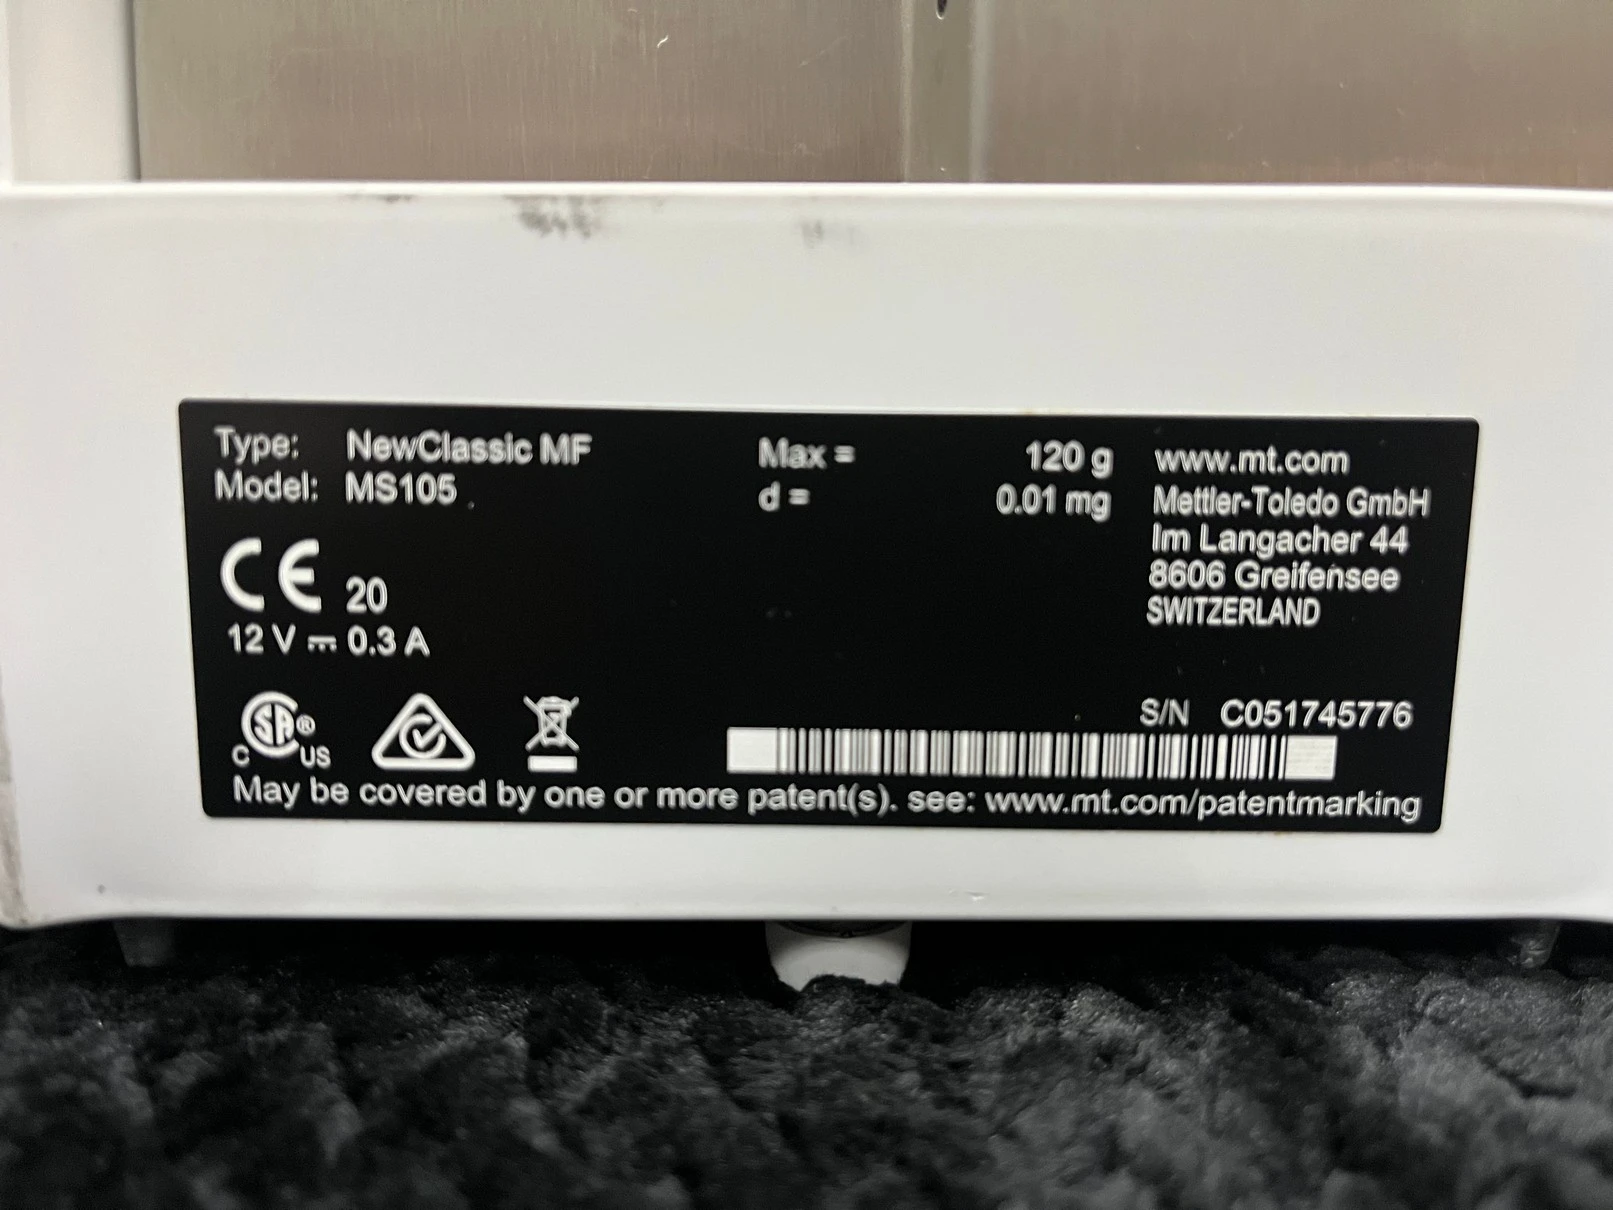 Type: NewClassic MF
Model: MS105
Max = 120 g
d = 0.01 mg
www.mt.com
Mettler-Toledo GmbH
Im Langacher 44
8606 Greifensee
SWITZERLAND
CE 20
12 V ⎓ 0.3 A
C SA® US
S/N C051745776
May be covered by one or more patent(s). see: www.mt.com/patentmarking